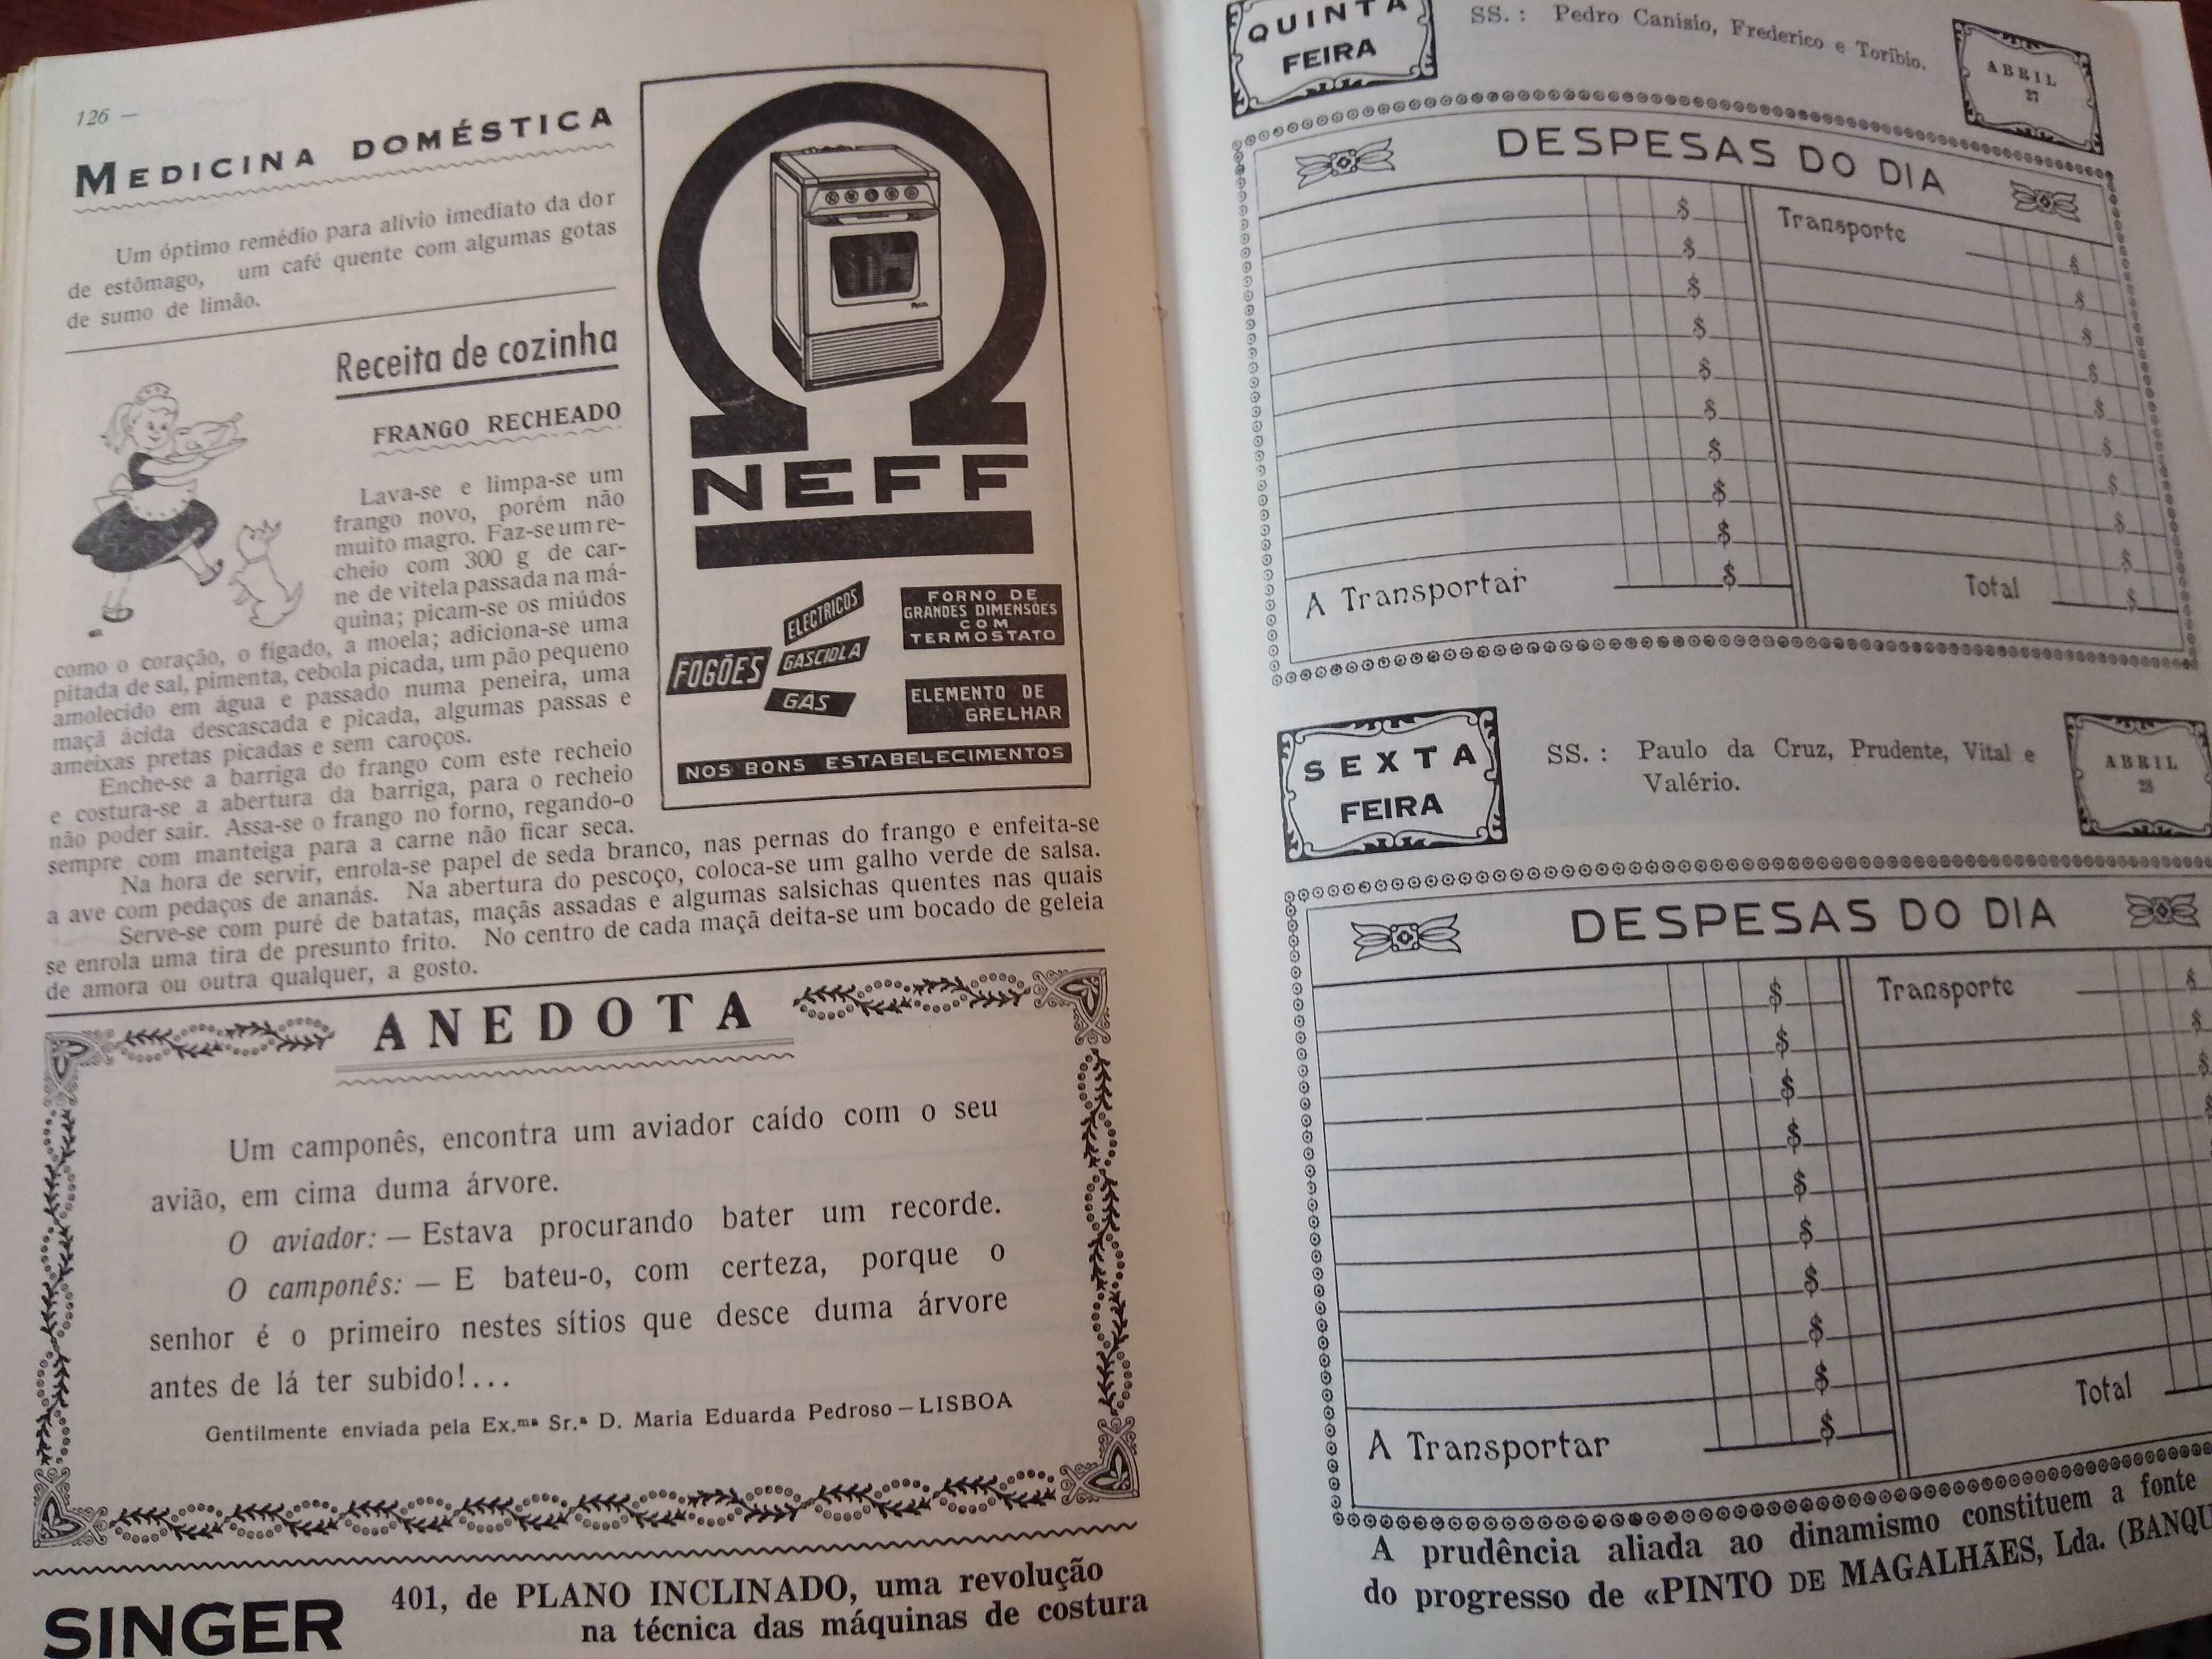 126 —
MEDICINA DOMÉSTICA
Um óptimo remédio para alívio imediato da dor
de estômago, um café quente com algumas gotas
de sumo de limão.
Receita de cozinha
FRANGO RECHEADO
Lava-se e limpa-se um
frango novo, porém não
muito magro. Faz-se um re-
cheio com 300 g de car-
ne de vitela passada na má-
quina; picam-se os miúdos
como o coração, o fígado, a moela; adiciona-se uma
pitada de sal, pimenta, cebola picada, um pão pequeno
amolecido em água e passado numa peneira, uma
maçã ácida descascada e picada, algumas passas e
ameixas pretas picadas e sem caroços.
Enche-se a barriga do frango com este recheio
e costura-se a abertura da barriga, para o recheio
não poder sair. Assa-se o frango no forno, regando-o
sempre com manteiga para a carne não ficar seca.
Na hora de servir, enrola-se papel de seda branco, nas pernas do frango e enfeita-se
a ave com pedaços de ananás. Na abertura do pescoço, coloca-se um galho verde de salsa.
Serve-se com puré de batatas, maçãs assadas e algumas salsichas quentes nas quais
se enrola uma tira de presunto frito. No centro de cada maçã deita-se um bocado de geleia
de amora ou outra qualquer, a gosto.
NEFF
FOGÕES
ELECTRICOS
GASCIDLA
GÁS
FORNO DE
GRANDES DIMENSÕES
COM
TERMOSTATO
ELEMENTO DE
GRELHAR
NOS BONS ESTABELECIMENTOS
ANEDOTA
Um camponês, encontra um aviador caído com o seu
avião, em cima duma árvore.
O aviador: — Estava procurando bater um recorde.
O camponês: — E bateu-o, com certeza, porque o
senhor é o primeiro nestes sítios que desce duma árvore
antes de lá ter subido!...
Gentilmente enviada pela Ex.ma Sr.a D. Maria Eduarda Pedroso — LISBOA
SINGER
401, de PLANO INCLINADO, uma revolução
na técnica das máquinas de costura
QUINTA
FEIRA
SS.: Pedro Canísio, Frederico e Toríbio.
ABRIL
27
DESPESAS DO DIA
$ Transporte $
$ $
$ $
$ $
$ $
$ $
$ $
$ $
$ $
A Transportar $ Total $
SEXTA
FEIRA
SS.: Paulo da Cruz, Prudente, Vital e
Valério.
ABRIL
28
DESPESAS DO DIA
$ Transporte $
$ $
$ $
$ $
$
$
$
$
$
A Transportar $ Total
A prudência aliada ao dinamismo constituem a fonte
do progresso de «PINTO DE MAGALHÃES, Lda. (BANQU